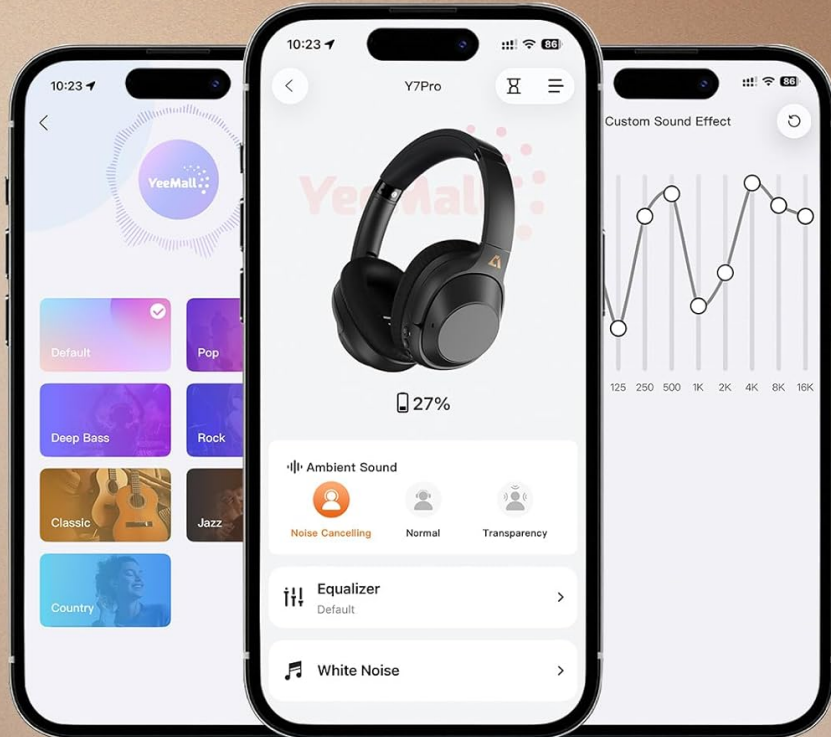 10:23
YeeMall
Default
Pop
Deep Bass
Rock
Classic
Jazz
Country
10:23
86
Y7Pro
YeeMall
27%
Ambient Sound
Noise Cancelling
Normal
Transparency
Equalizer
Default
White Noise
86
Custom Sound Effect
125 250 500 1K 2K 4K 8K 16K